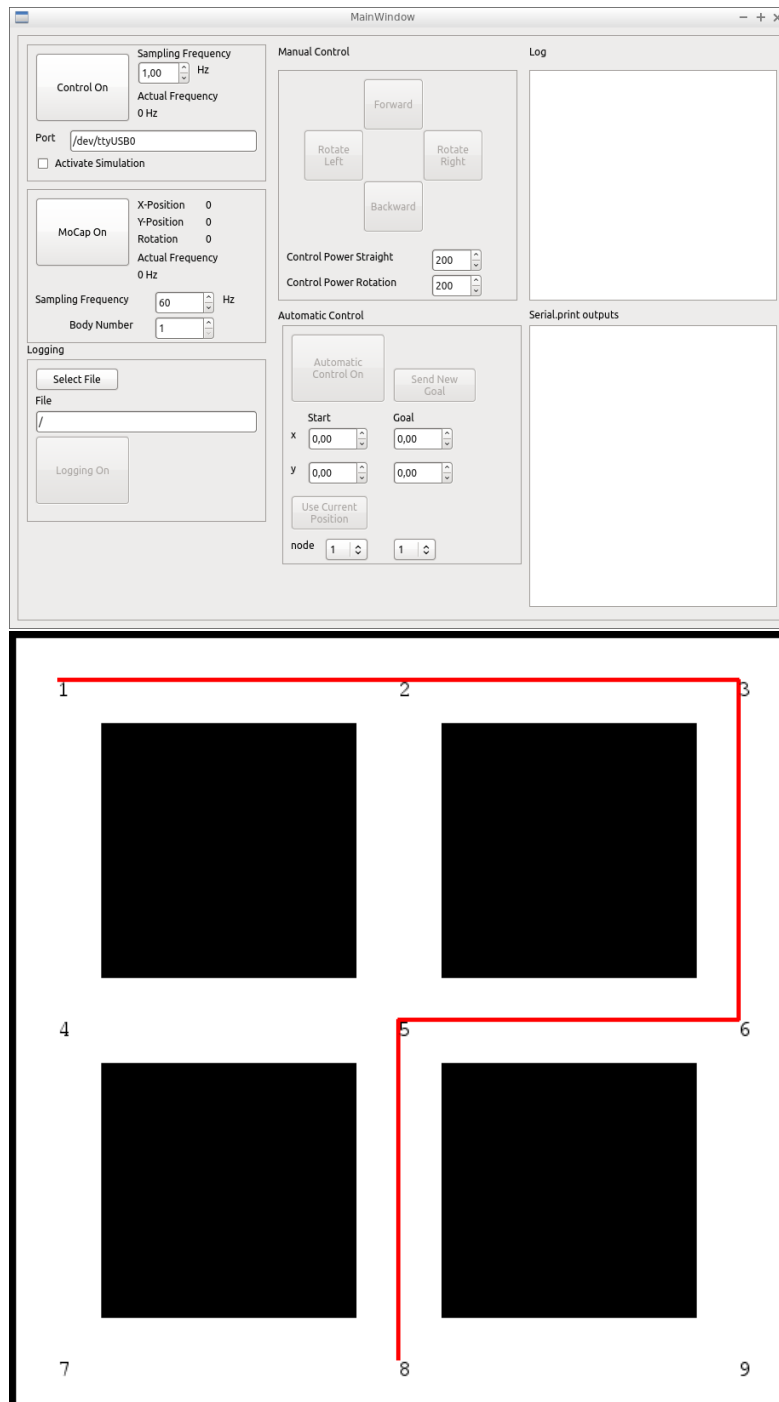 MainWindow
Control On
Sampling Frequency
1,00 Hz
Actual Frequency
0 Hz
Port /dev/ttyUSB0
Activate Simulation
MoCap On
X-Position 0
Y-Position 0
Rotation 0
Actual Frequency
0 Hz
Sampling Frequency 60 Hz
Body Number 1
Logging
Select File
File
/
Logging On
Manual Control
Forward
Rotate
Left
Rotate
Right
Backward
Control Power Straight 200
Control Power Rotation 200
Automatic Control
Automatic
Control On
Send New
Goal
Start Goal
x 0,00 0,00
y 0,00 0,00
Use Current
Position
node 1 1
Log
Serial.print outputs
1 2 3
4 5 6
7 8 9